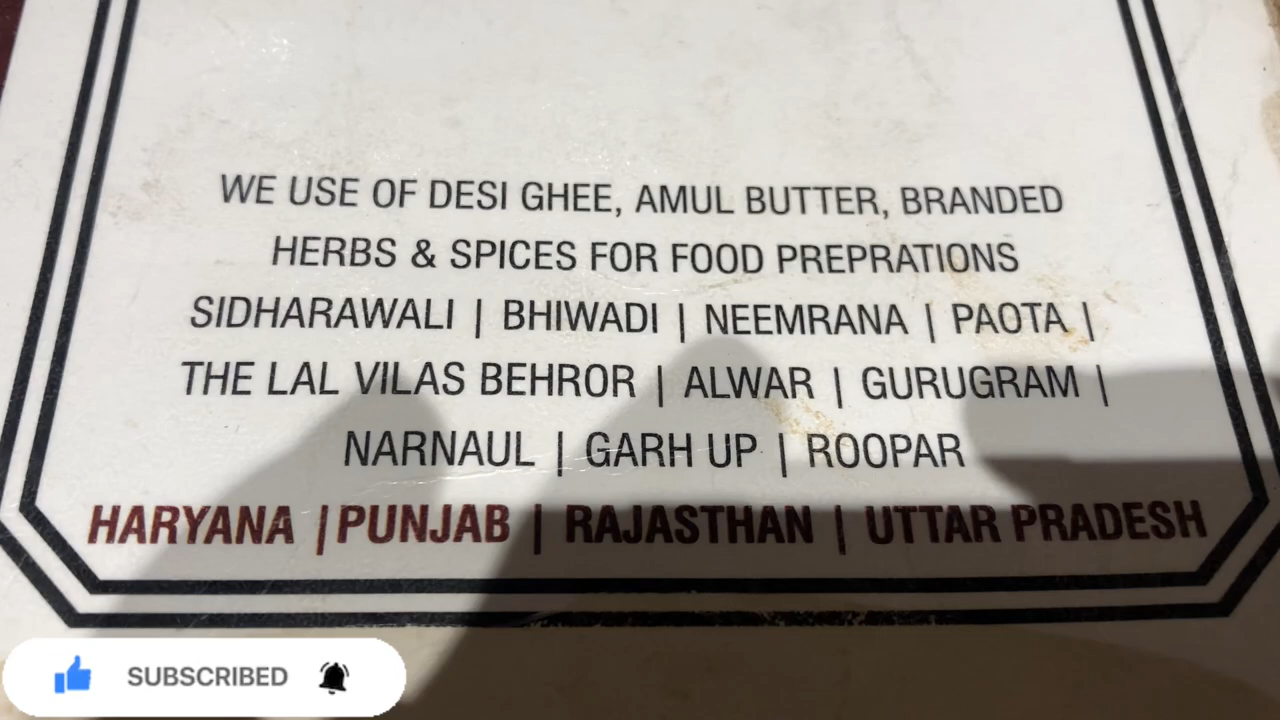 WE USE OF DESI GHEE, AMUL BUTTER, BRANDED
HERBS & SPICES FOR FOOD PREPRATIONS
SIDHARAWALI | BHIWADI | NEEMRANA | PAOTA |
THE LAL VILAS BEHROR | ALWAR | GURUGRAM |
NARNAUL | GARH UP | ROOPAR
HARYANA | PUNJAB | RAJASTHAN | UTTAR PRADESH
SUBSCRIBED